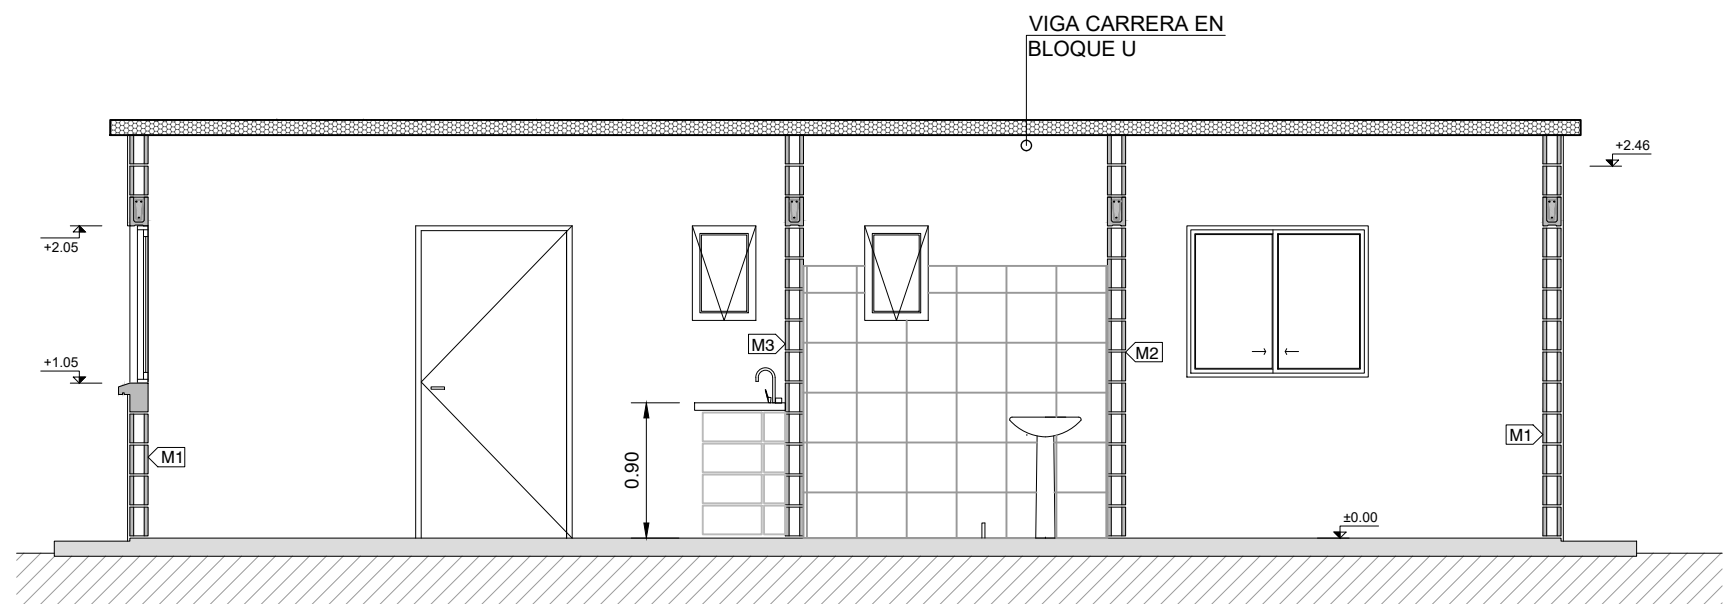 VIGA CARRERA EN
BLOQUE U
+2.46
+2.05
M3
M2
+1.05
M1
M1
0.90
±0.00